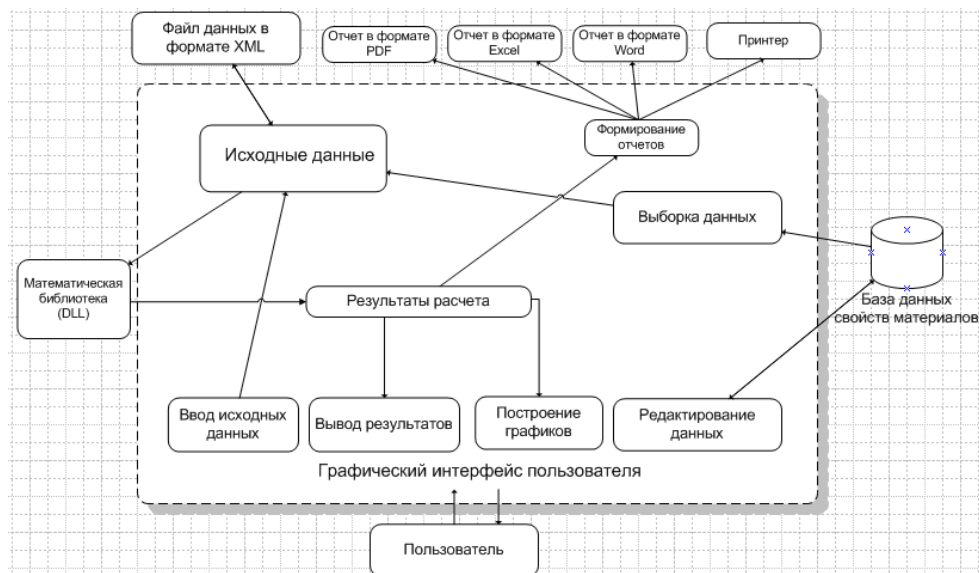 Файл данных в
формате XML
Отчет в формате
PDF
Отчет в формате
Excel
Отчет в формате
Word
Принтер
Формирование
отчетов
Исходные данные
Выборка данных
Математическая
библиотека
(DLL)
Результаты расчета
База данных
свойств материалов
Ввод исходных
данных
Вывод результатов
Построение
графиков
Редактирование
данных
Графический интерфейс пользователя
Пользователь